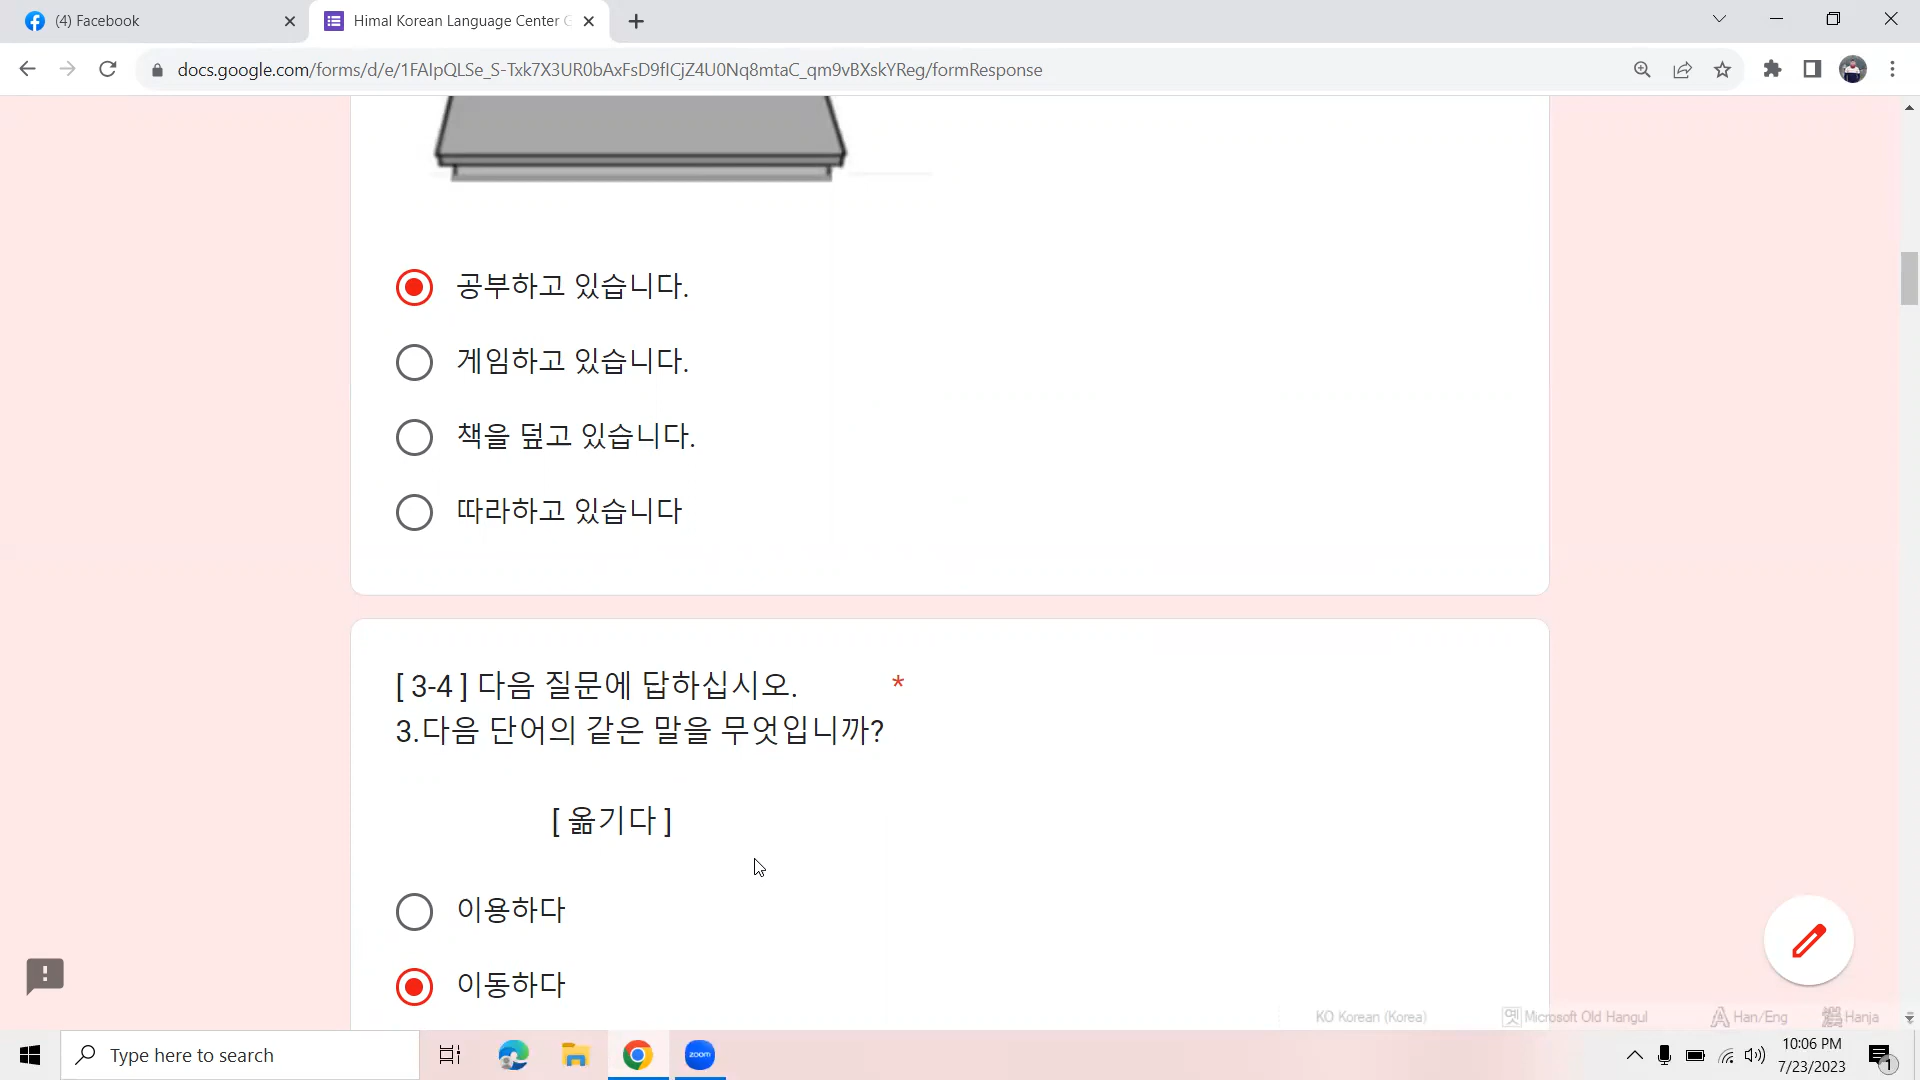 (4) Facebook
Himal Korean Language Center G
docs.google.com/forms/d/e/1FAIpQLSe_S-Txk7X3UR0bAxFsD9fICjZ4U0Nq8mtaC_qm9vBXskYReg/formResponse
공부하고 있습니다.
게임하고 있습니다.
책을 덮고 있습니다.
따라하고 있습니다
[ 3-4 ] 다음 질문에 답하십시오. *
3.다음 단어의 같은 말을 무엇입니까?
[ 옮기다 ]
이용하다
이동하다
KO Korean (Korea) 옛 Microsoft Old Hangul A Han/Eng 漢 Hanja
Type here to search
zoom
10:06 PM
7/23/2023
1